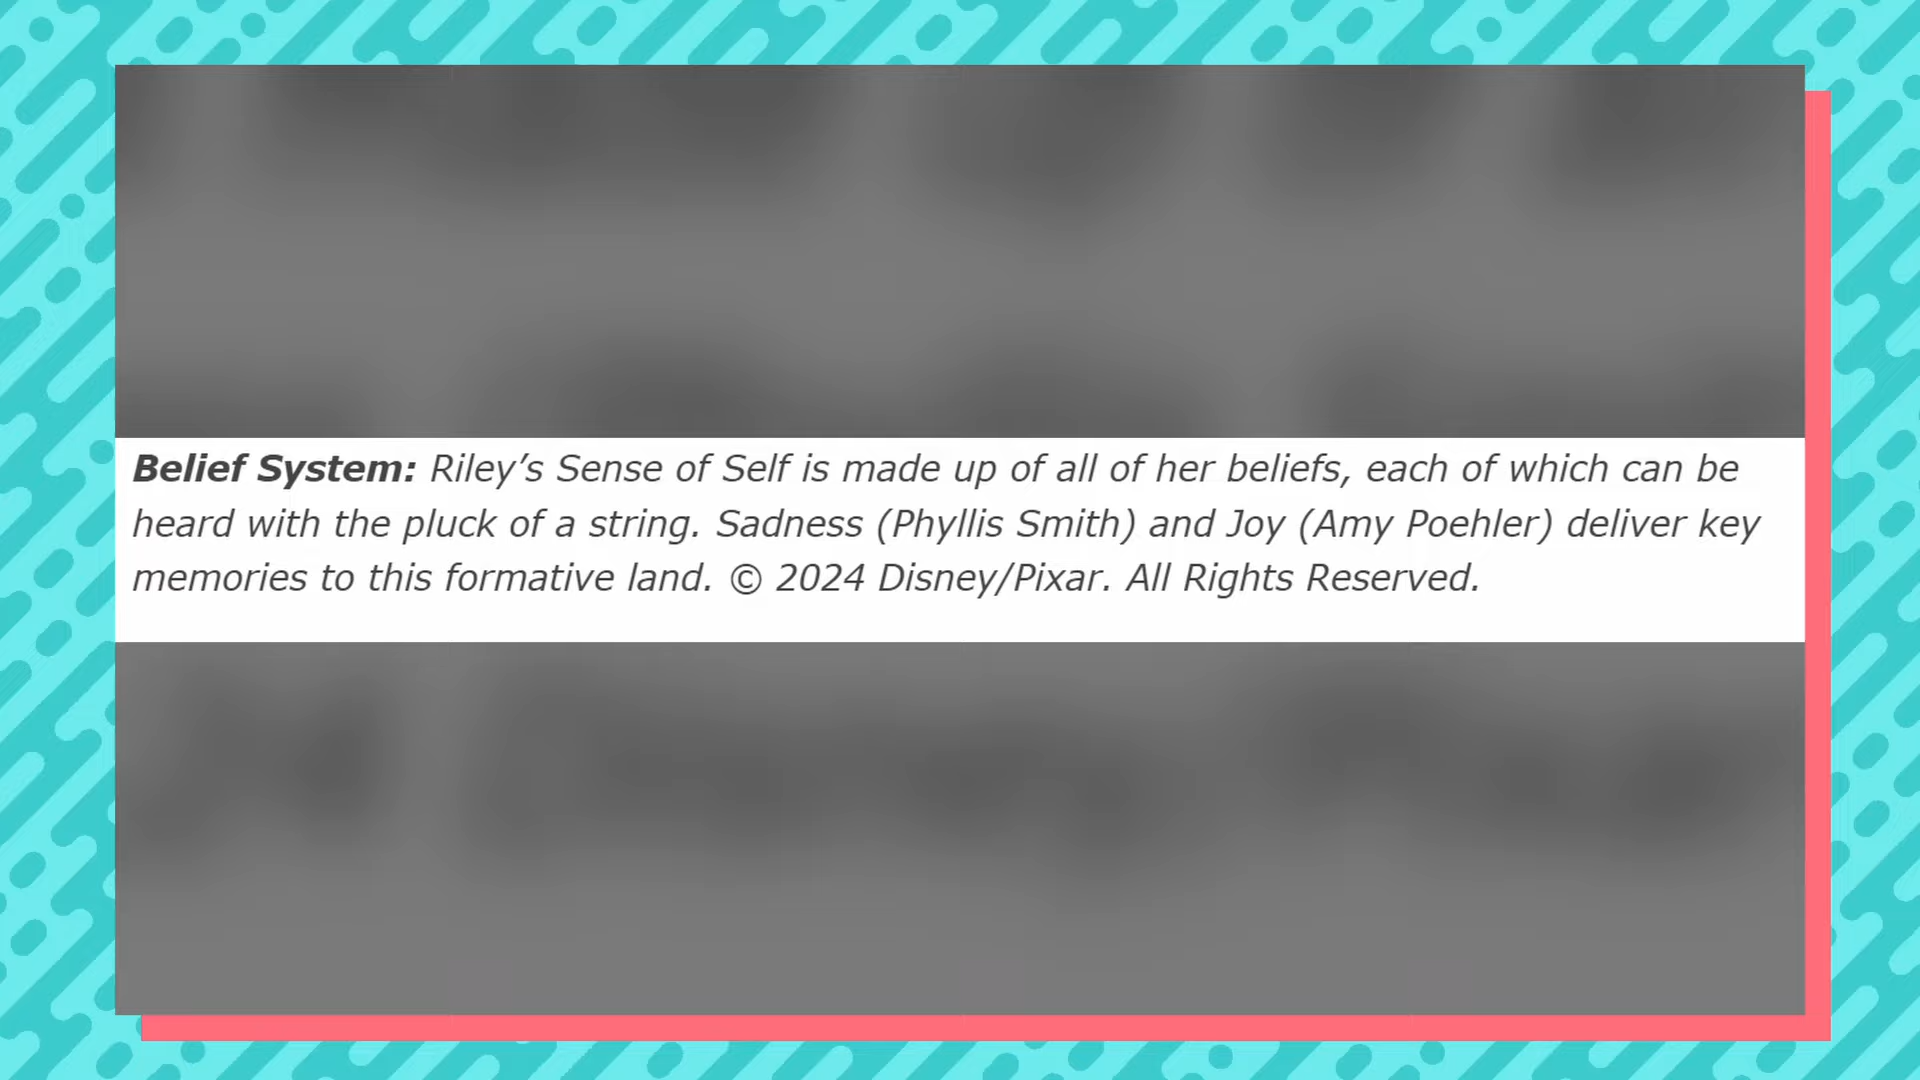 Belief System: Riley’s Sense of Self is made up of all of her beliefs, each of which can be
heard with the pluck of a string. Sadness (Phyllis Smith) and Joy (Amy Poehler) deliver key
memories to this formative land. © 2024 Disney/Pixar. All Rights Reserved.